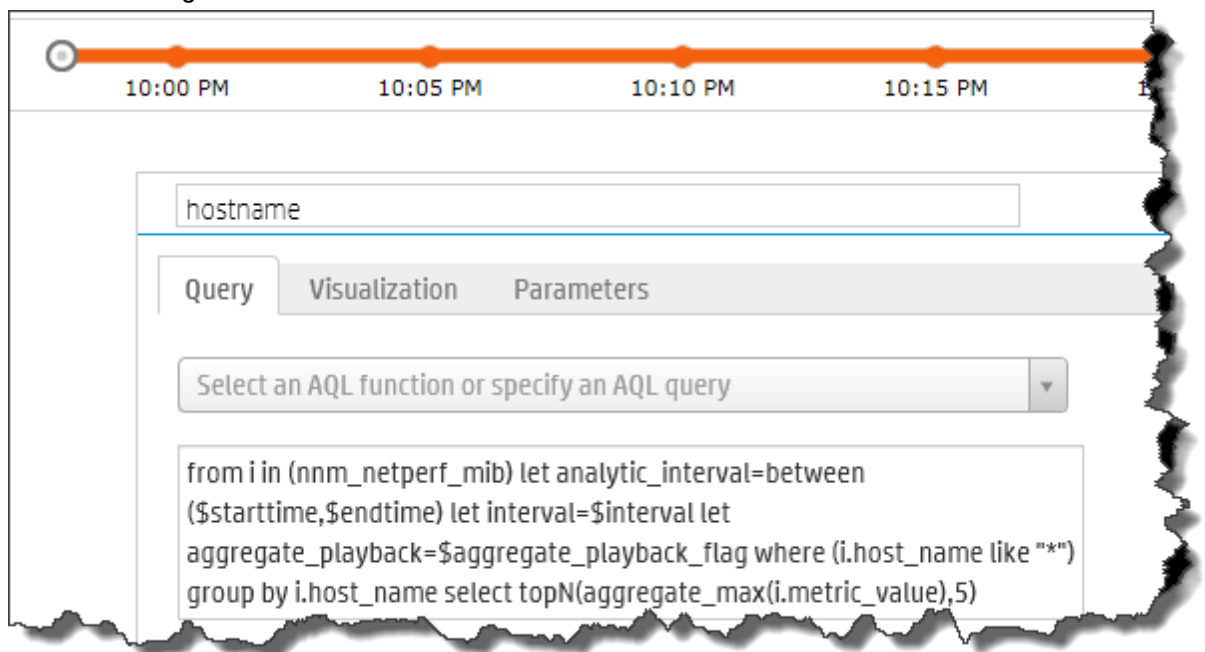 10:00 PM 10:05 PM 10:10 PM 10:15 PM
hostname
Query Visualization Parameters
Select an AQL function or specify an AQL query
from i in (nnm_netperf_mib) let analytic_interval=between
($starttime,$endtime) let interval=$interval let
aggregate_playback=$aggregate_playback_flag where (i.host_name like "*")
group by i.host_name select topN(aggregate_max(i.metric_value),5)